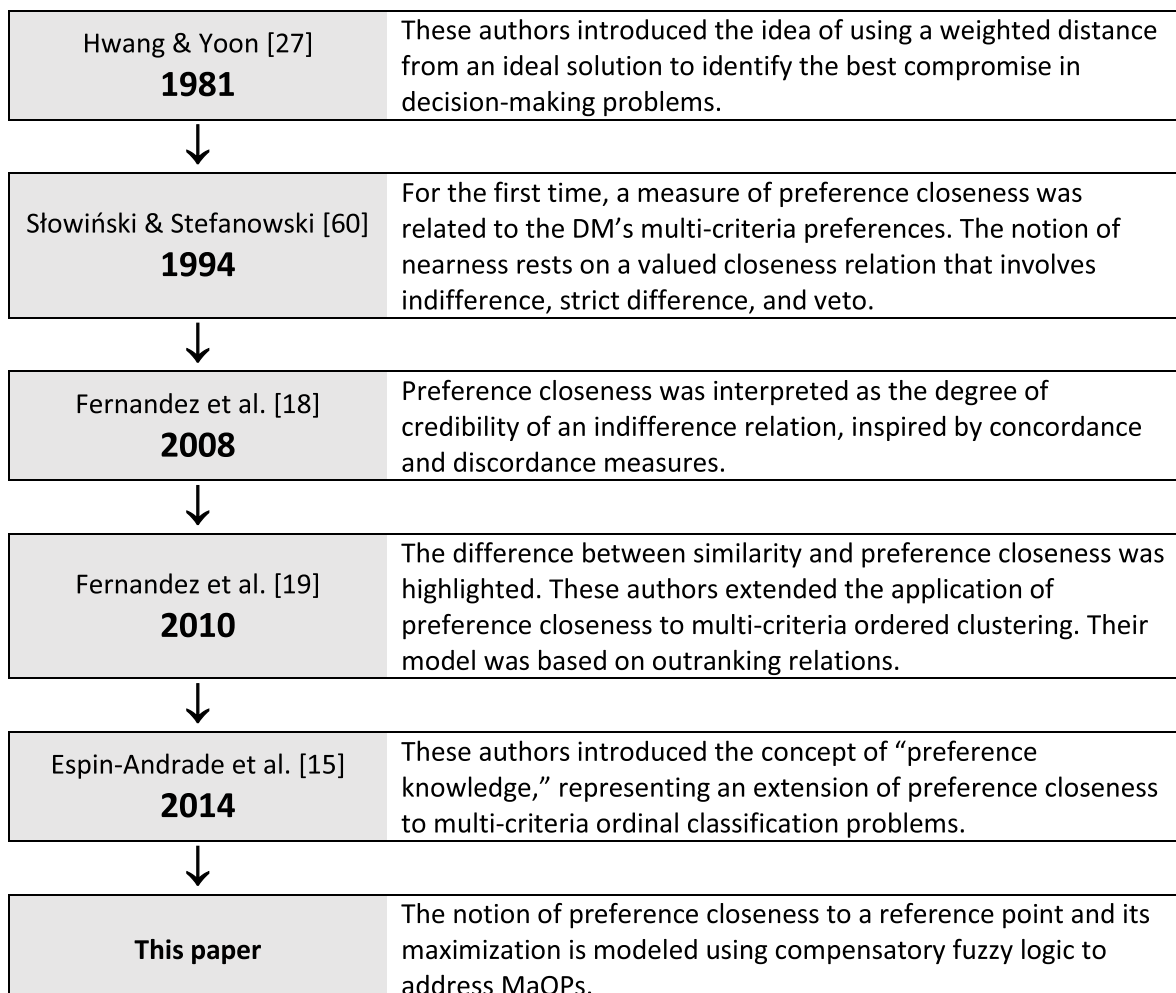 Hwang & Yoon [27]
1981
These authors introduced the idea of using a weighted distance
from an ideal solution to identify the best compromise in
decision-making problems.
Słowiński & Stefanowski [60]
1994
For the first time, a measure of preference closeness was
related to the DM’s multi-criteria preferences. The notion of
nearness rests on a valued closeness relation that involves
indifference, strict difference, and veto.
Fernandez et al. [18]
2008
Preference closeness was interpreted as the degree of
credibility of an indifference relation, inspired by concordance
and discordance measures.
Fernandez et al. [19]
2010
The difference between similarity and preference closeness was
highlighted. These authors extended the application of
preference closeness to multi-criteria ordered clustering. Their
model was based on outranking relations.
Espin-Andrade et al. [15]
2014
These authors introduced the concept of “preference
knowledge,” representing an extension of preference closeness
to multi-criteria ordinal classification problems.
This paper
The notion of preference closeness to a reference point and its
maximization is modeled using compensatory fuzzy logic to
address MaOPs.